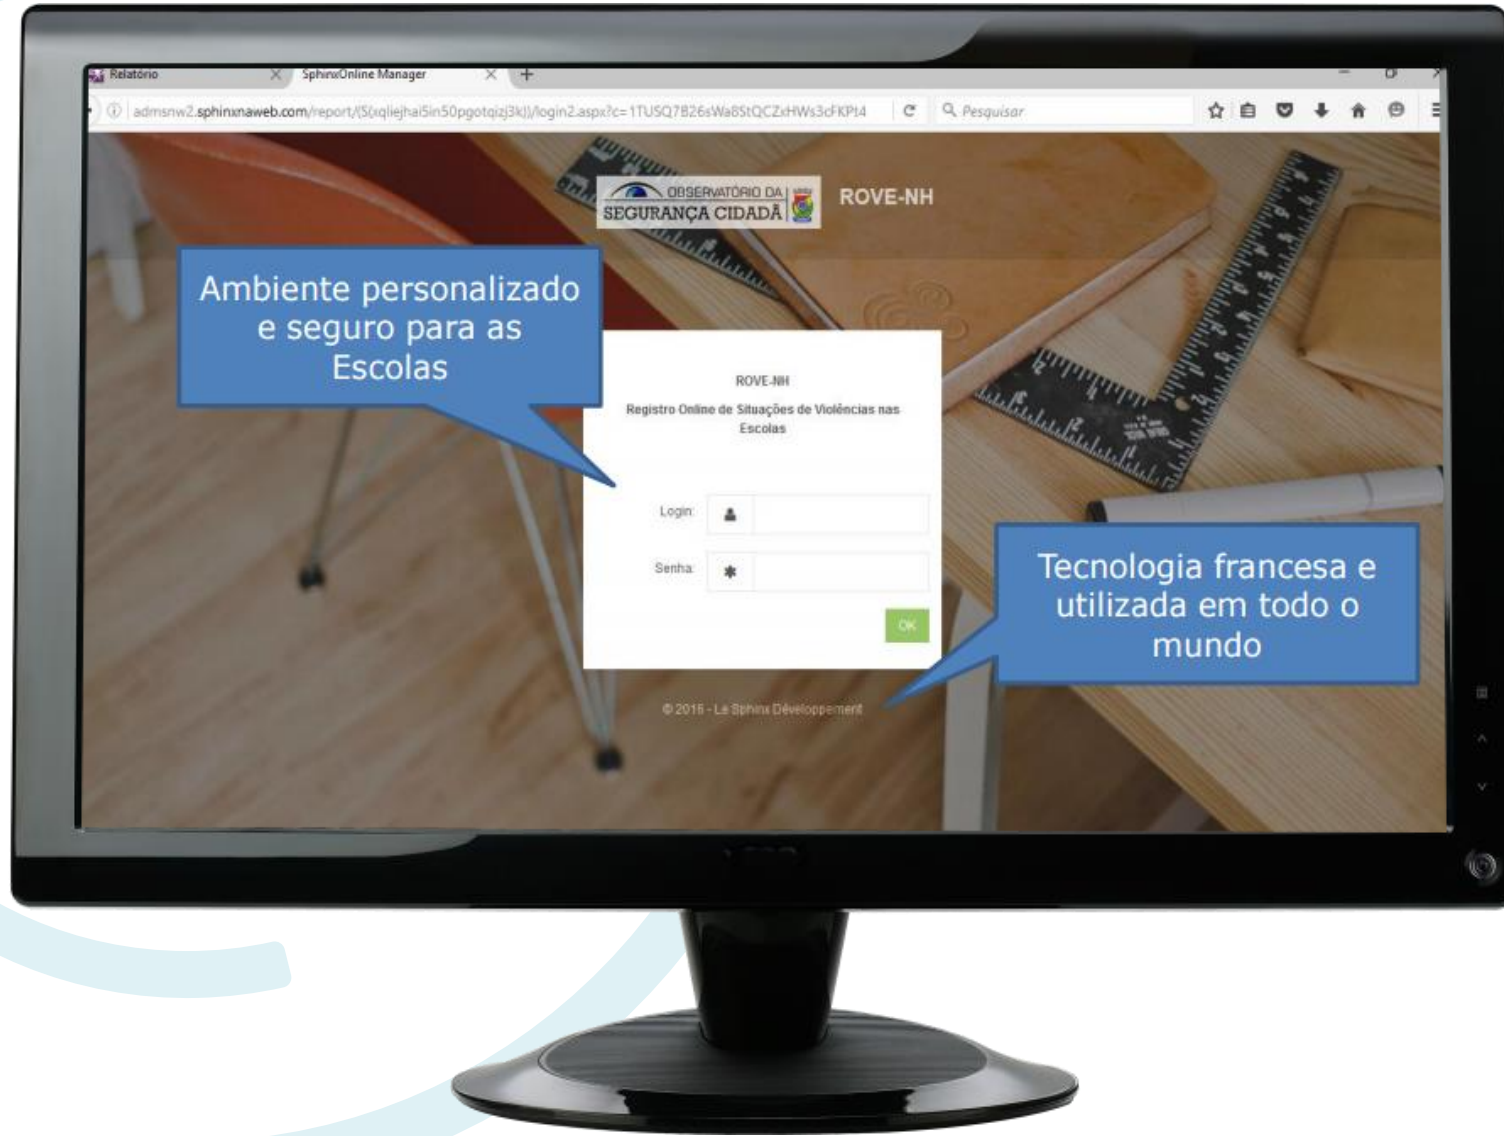 Relatório
SphinxOnline Manager
Pesquisar
OBSERVATÓRIO DA
SEGURANÇA CIDADÃ
ROVE-NH
Ambiente personalizado
e seguro para as
Escolas
ROVE-NH
Registro Online de Situações de Violências nas
Escolas
Login:
Senha:
OK
Tecnologia francesa e
utilizada em todo o
mundo
© 2016 - Le Sphinx Développement